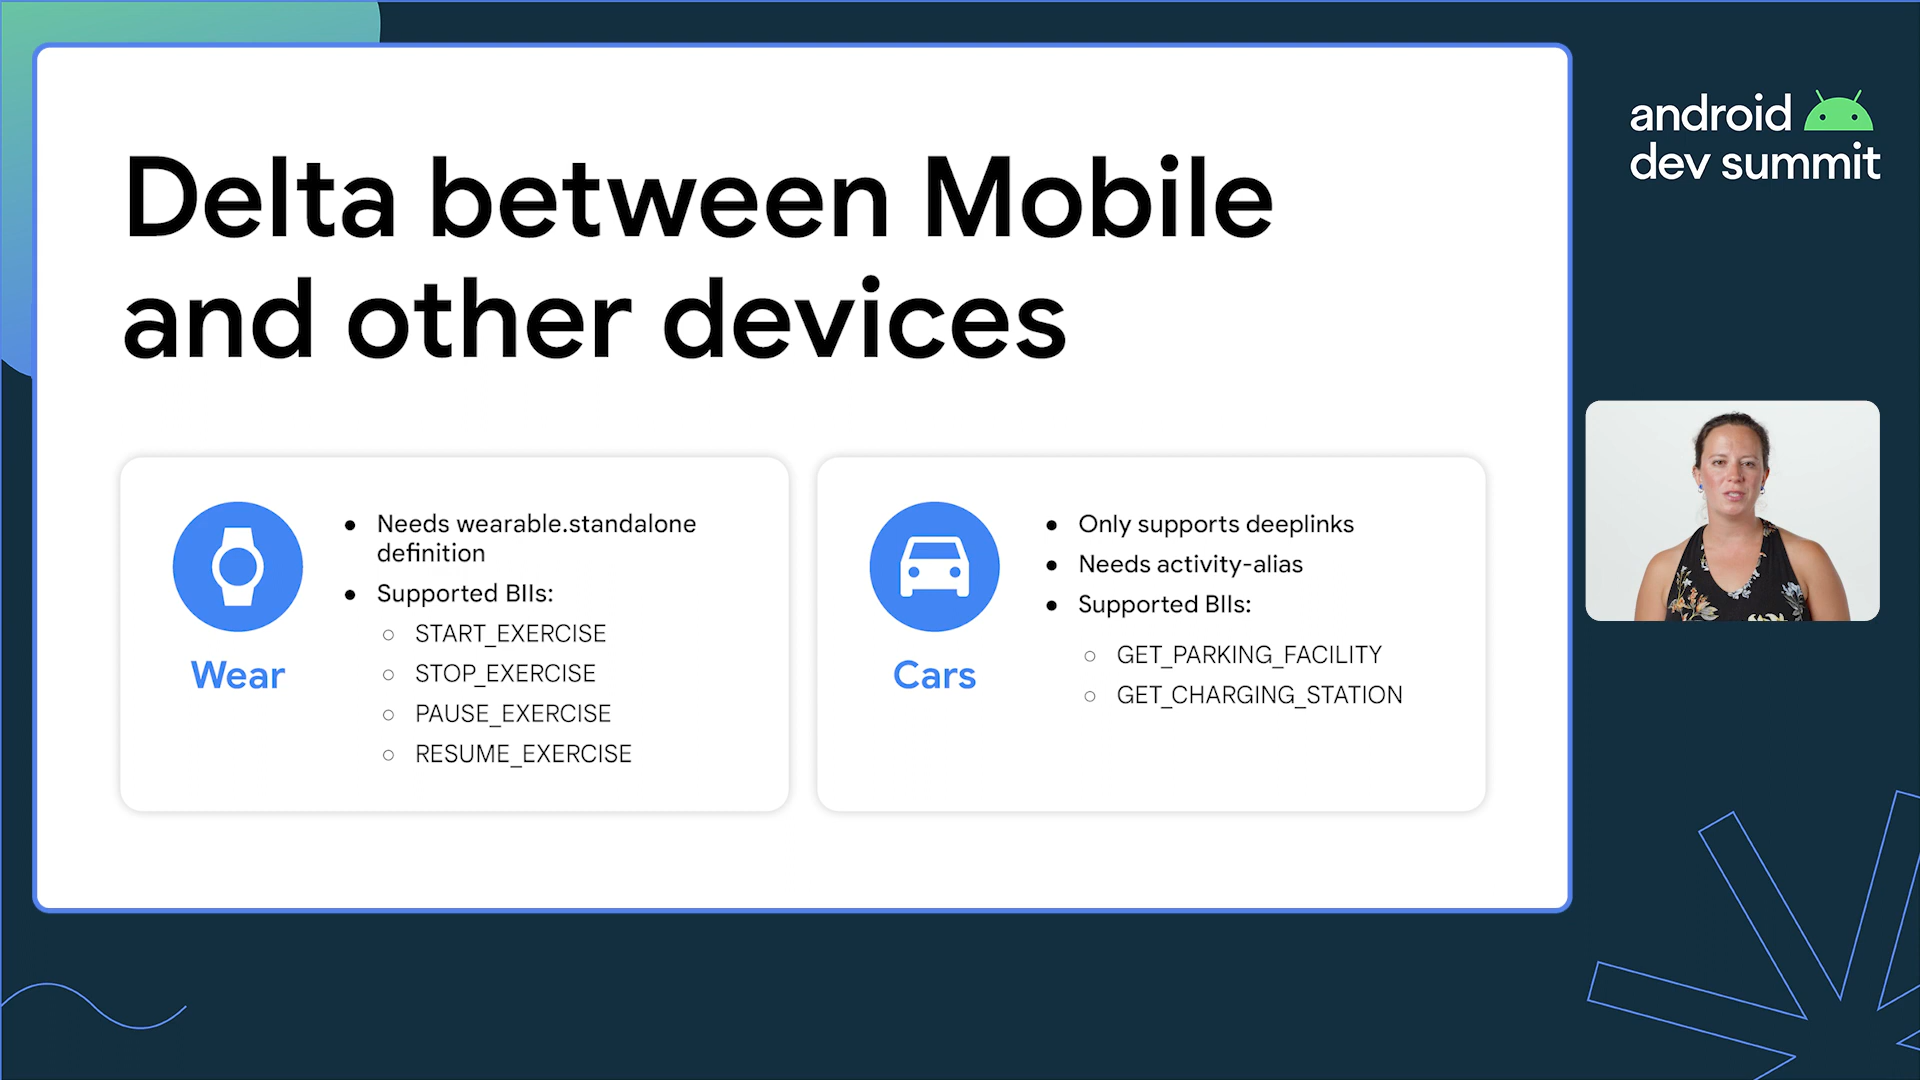 Delta between Mobile
and other devices
android
dev summit
Wear
● Needs wearable.standalone
definition
● Supported BIIs:
○ START_EXERCISE
○ STOP_EXERCISE
○ PAUSE_EXERCISE
○ RESUME_EXERCISE
Cars
● Only supports deeplinks
● Needs activity-alias
● Supported BIIs:
○ GET_PARKING_FACILITY
○ GET_CHARGING_STATION